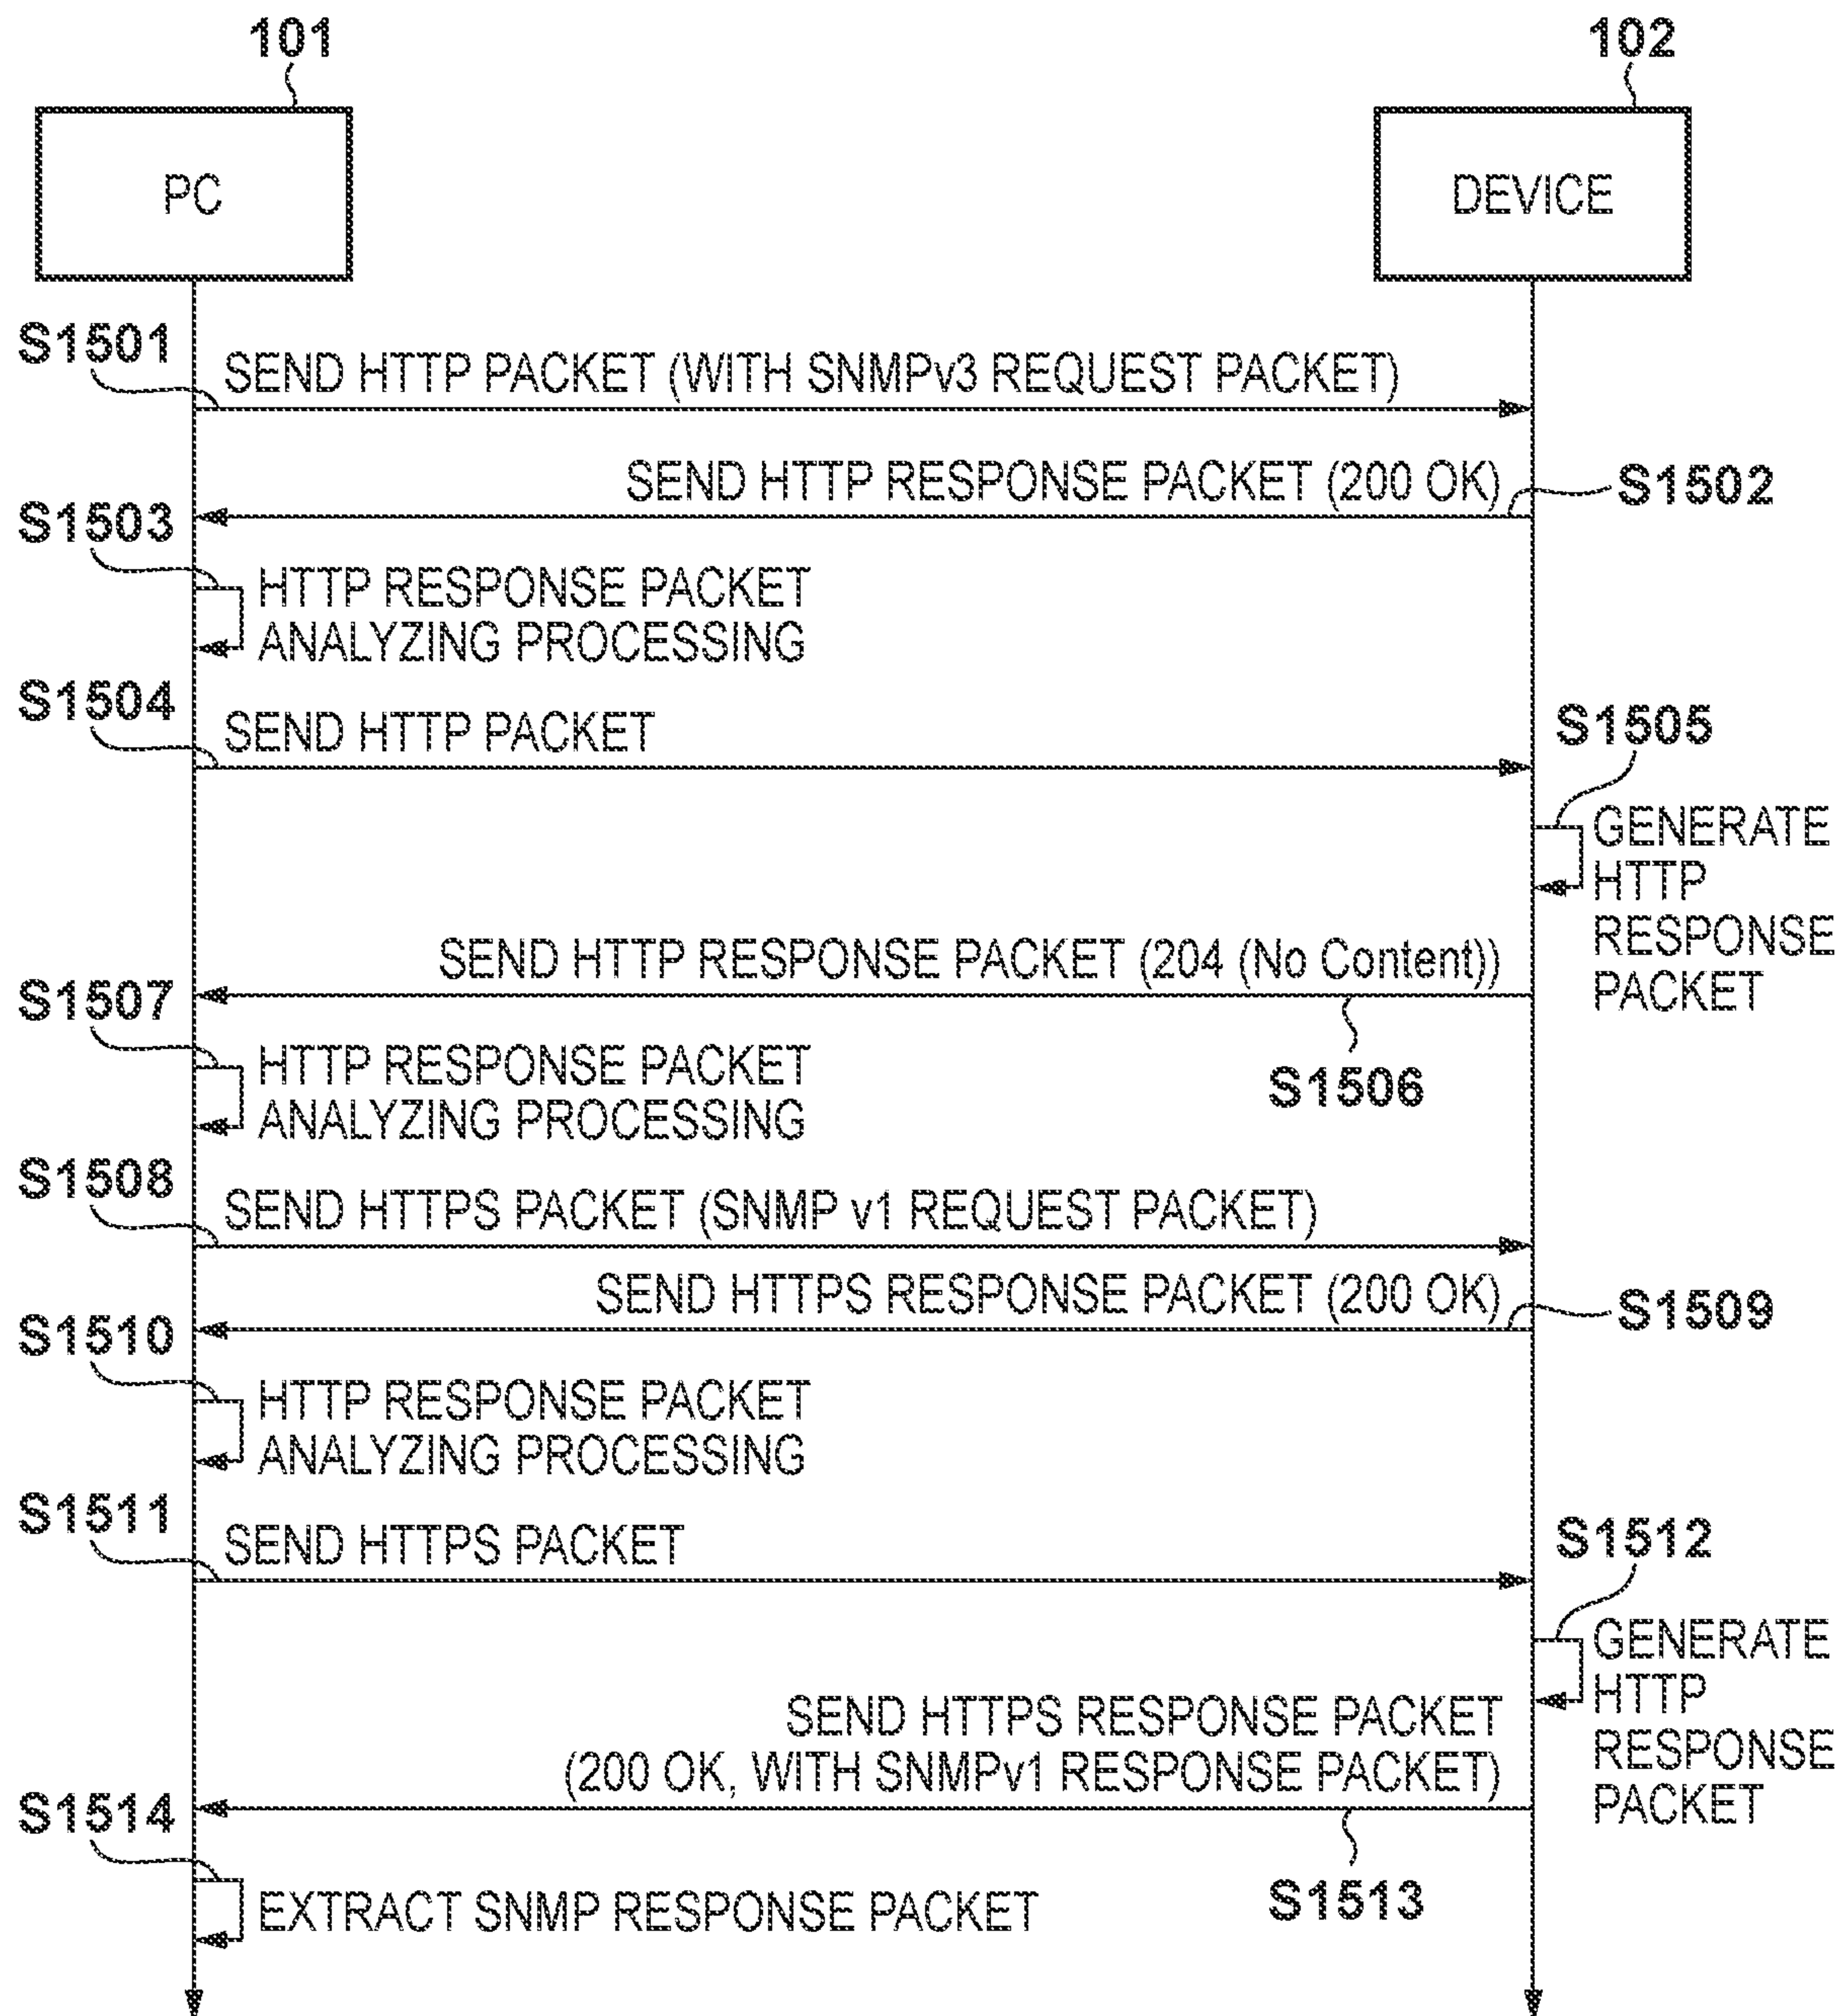 101
102
PC
DEVICE
S1501
SEND HTTP PACKET (WITH SNMPv3 REQUEST PACKET)
SEND HTTP RESPONSE PACKET (200 OK)
S1502
S1503
HTTP RESPONSE PACKET
ANALYZING PROCESSING
S1504
SEND HTTP PACKET
S1505
GENERATE
HTTP
RESPONSE
PACKET
SEND HTTP RESPONSE PACKET (204 (No Content))
S1506
S1507
HTTP RESPONSE PACKET
ANALYZING PROCESSING
S1508
SEND HTTPS PACKET (SNMP v1 REQUEST PACKET)
SEND HTTPS RESPONSE PACKET (200 OK)
S1509
S1510
HTTP RESPONSE PACKET
ANALYZING PROCESSING
S1511
SEND HTTPS PACKET
S1512
GENERATE
HTTP
RESPONSE
PACKET
SEND HTTPS RESPONSE PACKET
(200 OK, WITH SNMPv1 RESPONSE PACKET)
S1513
S1514
EXTRACT SNMP RESPONSE PACKET